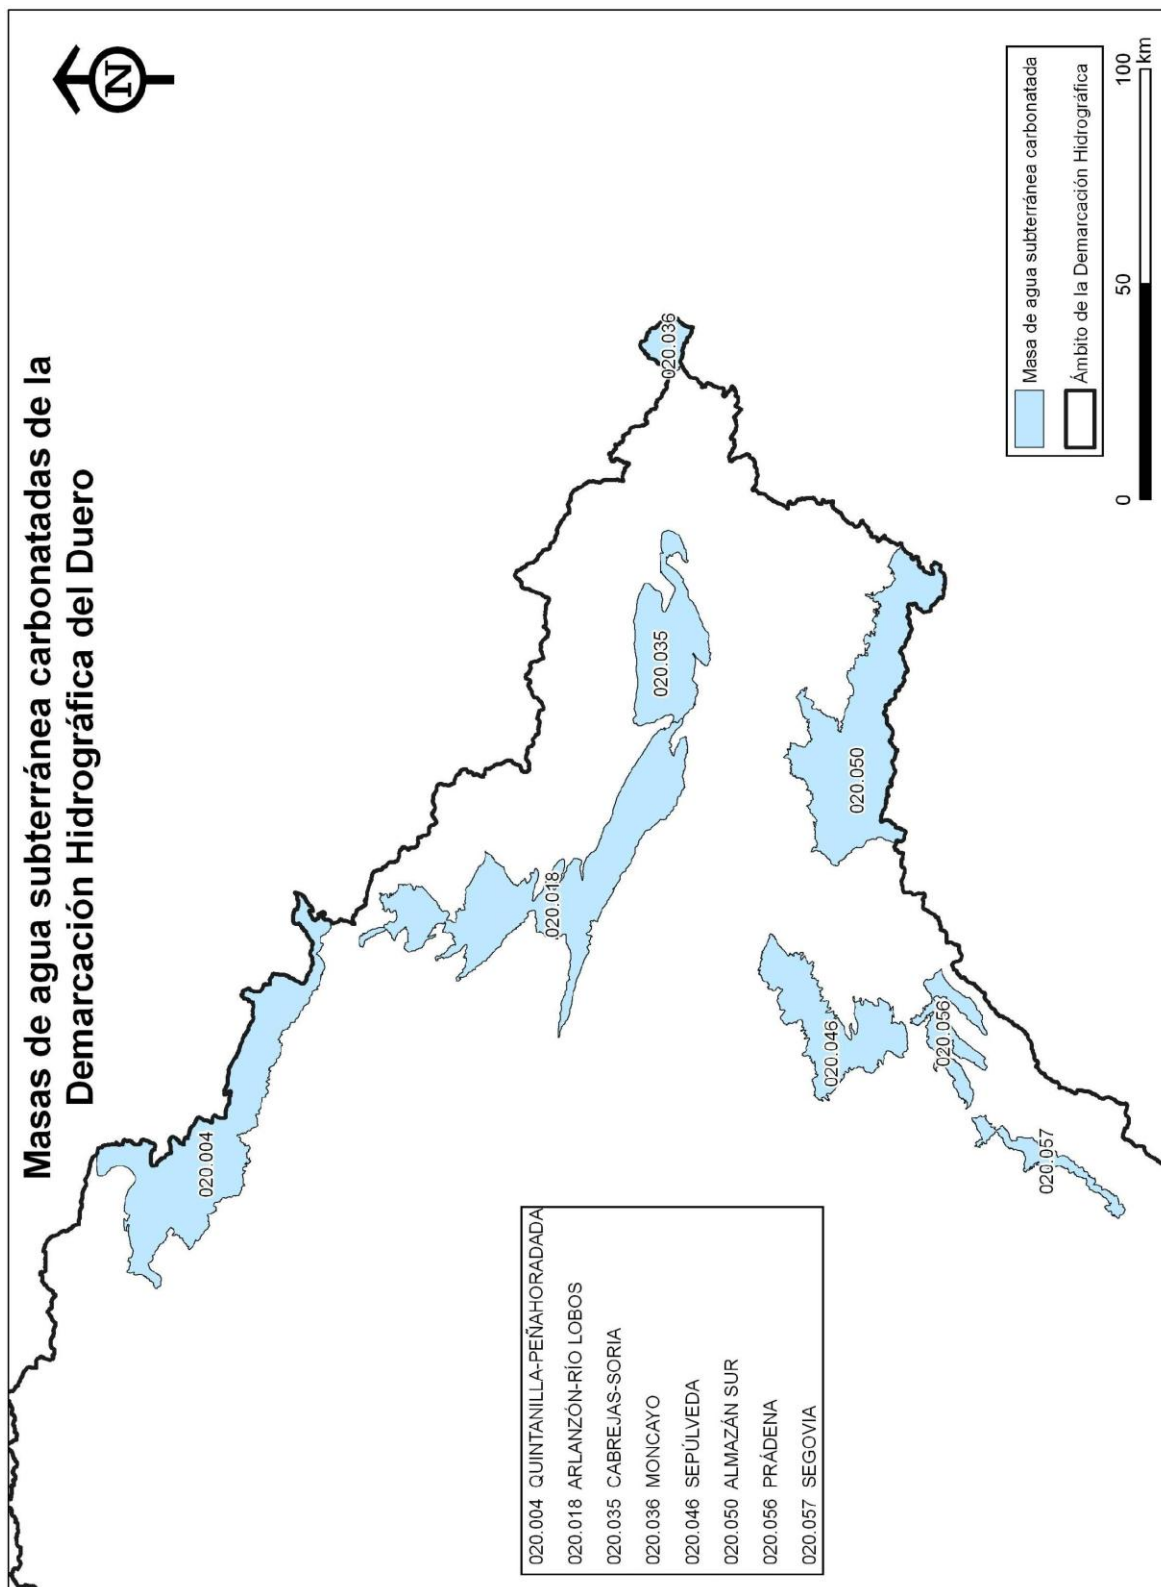 Masas de agua subterránea carbonatadas de la
Demarcación Hidrográfica del Duero
N
020.004
020.018
020.035
020.036
020.046
020.050
020.056
020.057
020.004 QUINTANILLA-PEÑAHORADADA
020.018 ARLANZÓN-RÍO LOBOS
020.035 CABREJAS-SORIA
020.036 MONCAYO
020.046 SEPÚLVEDA
020.050 ALMAZÁN SUR
020.056 PRÁDENA
020.057 SEGOVIA
Masa de agua subterránea carbonatada
Ámbito de la Demarcación Hidrográfica
0 50 100
km